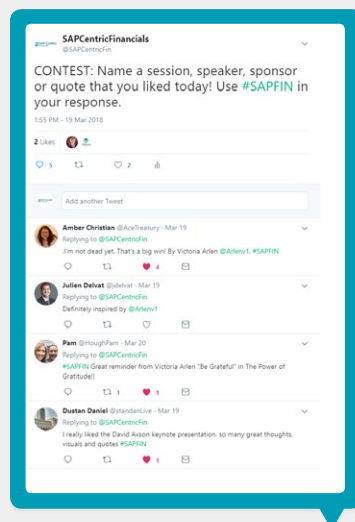 SAPCentricFinancials
@SAPCentricFin
CONTEST: Name a session, speaker, sponsor
or quote that you liked today! Use #SAPFIN in
your response.
1:55 PM - 19 Mar 2018
2 Likes
5
2
Add another Tweet
Amber Christian @AceTreasury - Mar 19
Replying to @SAPCentricFin
.I'm not dead yet. That's a big win! By Victoria Arlen @Arlenv1. #SAPFIN
4
Julien Delvat @jdelvat - Mar 19
Replying to @SAPCentricFin
Definitely inspired by @Arlenv1
Pam @HoughPam - Mar 20
Replying to @SAPCentricFin
#SAPFIN Great reminder from Victoria Arlen "Be Grateful" in The Power of
Gratitude!!
1
1
Dustan Daniel @standanLive - Mar 19
Replying to @SAPCentricFin
I really liked the David Axson keynote presentation. so many great thoughts,
visuals and quotes #SAPFIN
1